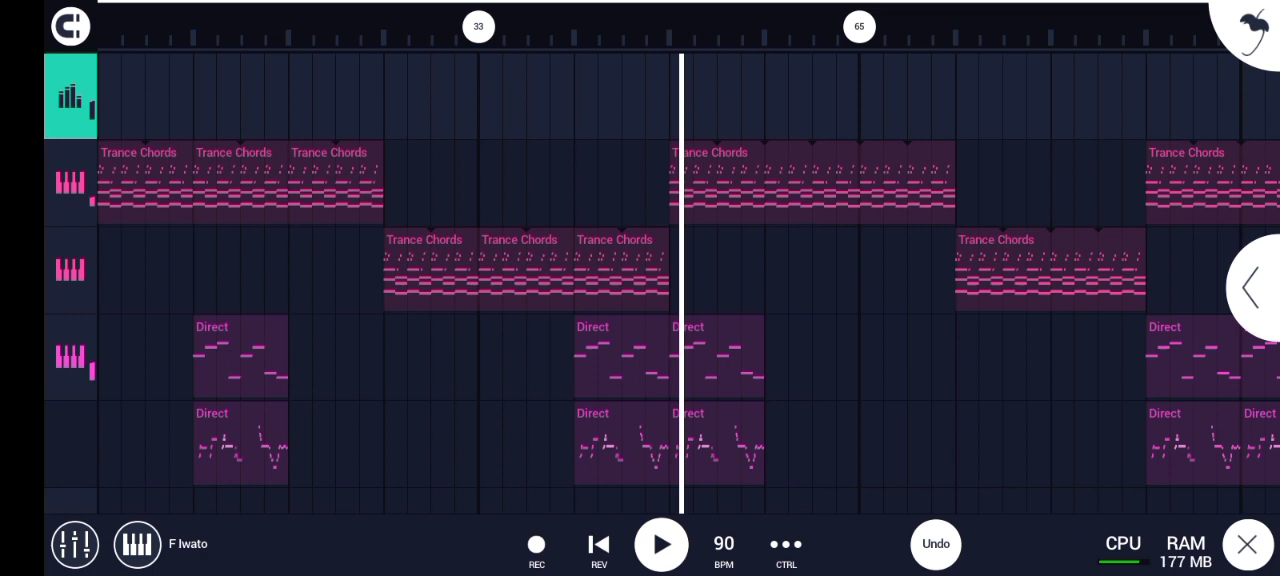 33
65
Trance Chords
Trance Chords
Trance Chords
Trance Chords
Trance Chords
Trance Chords
Trance Chords
Trance Chords
Trance Chords
Direct
Direct
Direct
Direct
Direct
Direct
Direct
Direct
Direct
F Iwato
REC
REV
90
BPM
CTRL
Undo
CPU
RAM
177 MB